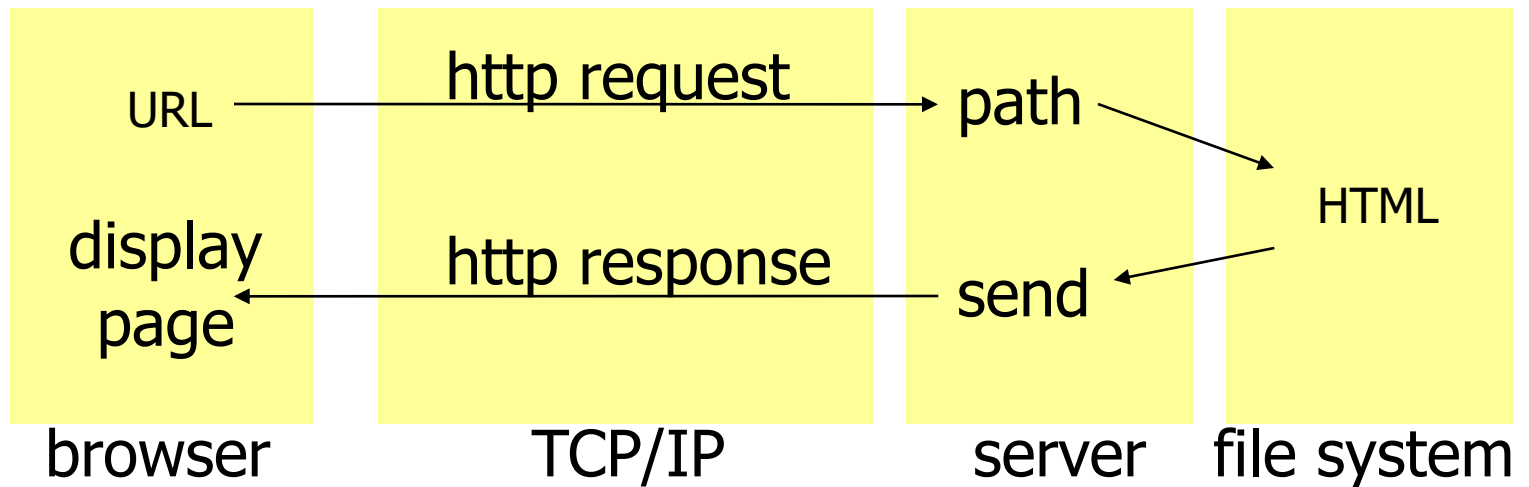 URL
http request
path
HTML
display
page
http response
send
browser
TCP/IP
server
file system